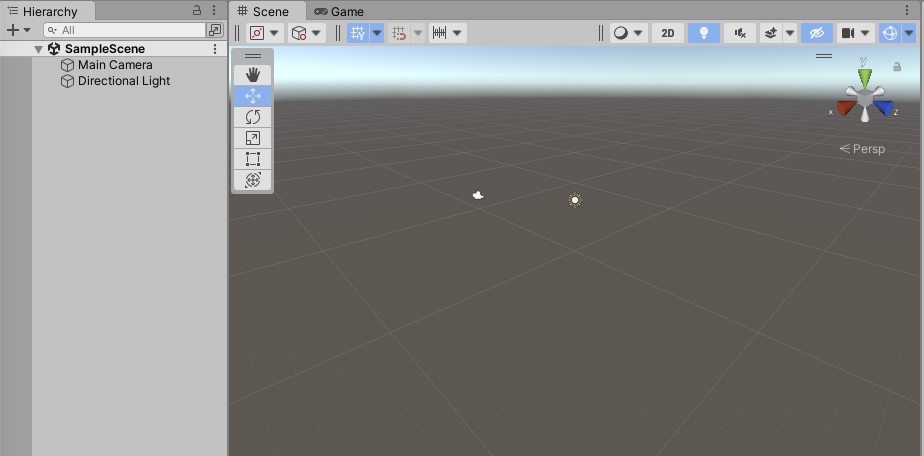 Hierarchy
All
SampleScene
Main Camera
Directional Light
Scene
Game
2D
y
x
z
Persp